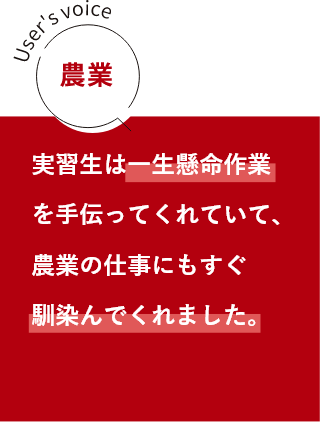 User's voice
農業
実習生は一生懸命作業
を手伝ってくれていて、
農業の仕事にもすぐ
馴染んでくれました。